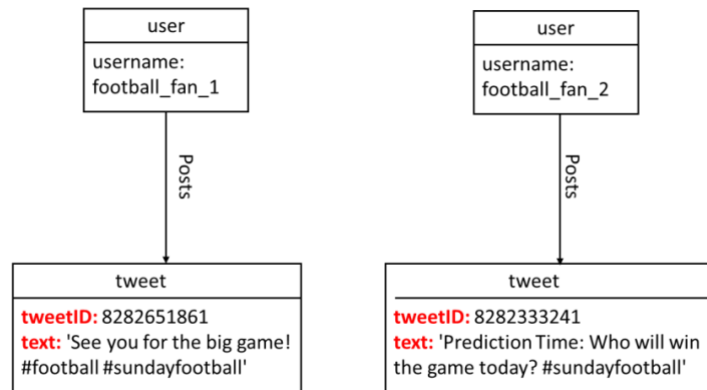 user
username:
football_fan_1
Posts
tweet
tweetID: 8282651861
text: 'See you for the big game!
#football #sundayfootball'
user
username:
football_fan_2
Posts
tweet
tweetID: 8282333241
text: 'Prediction Time: Who will win
the game today? #sundayfootball'